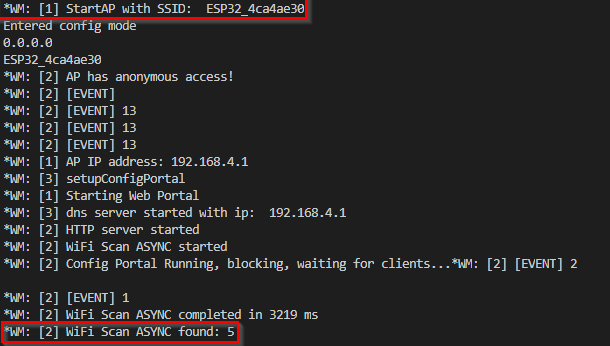 *WM: [1] StartAP with SSID:  ESP32_4ca4ae30
Entered config mode
0.0.0.0
ESP32_4ca4ae30
*WM: [2] AP has anonymous access!
*WM: [2] [EVENT]
*WM: [2] [EVENT] 13
*WM: [2] [EVENT] 13
*WM: [2] [EVENT] 13
*WM: [1] AP IP address: 192.168.4.1
*WM: [3] setupConfigPortal
*WM: [1] Starting Web Portal
*WM: [3] dns server started with ip:  192.168.4.1
*WM: [2] HTTP server started
*WM: [2] WiFi Scan ASYNC started
*WM: [2] Config Portal Running, blocking, waiting for clients...*WM: [2] [EVENT] 2
*WM: [2] [EVENT] 1
*WM: [2] WiFi Scan ASYNC completed in 3219 ms
*WM: [2] WiFi Scan ASYNC found: 5